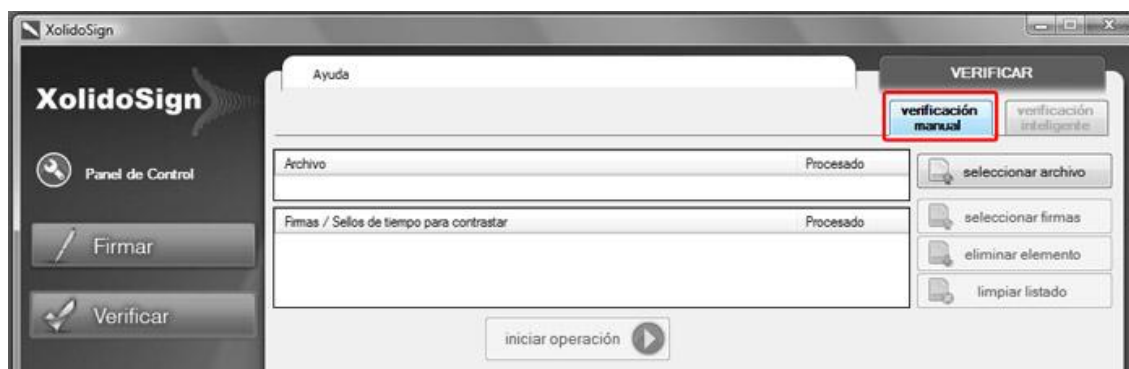 XolidoSign
XolidoSign
Panel de Control
Firmar
Verificar
Ayuda
VERIFICAR
verificación
manual
verificación
inteligente
Archivo Procesado
seleccionar archivo
Firmas / Sellos de tiempo para contrastar Procesado
seleccionar firmas
eliminar elemento
limpiar listado
iniciar operación